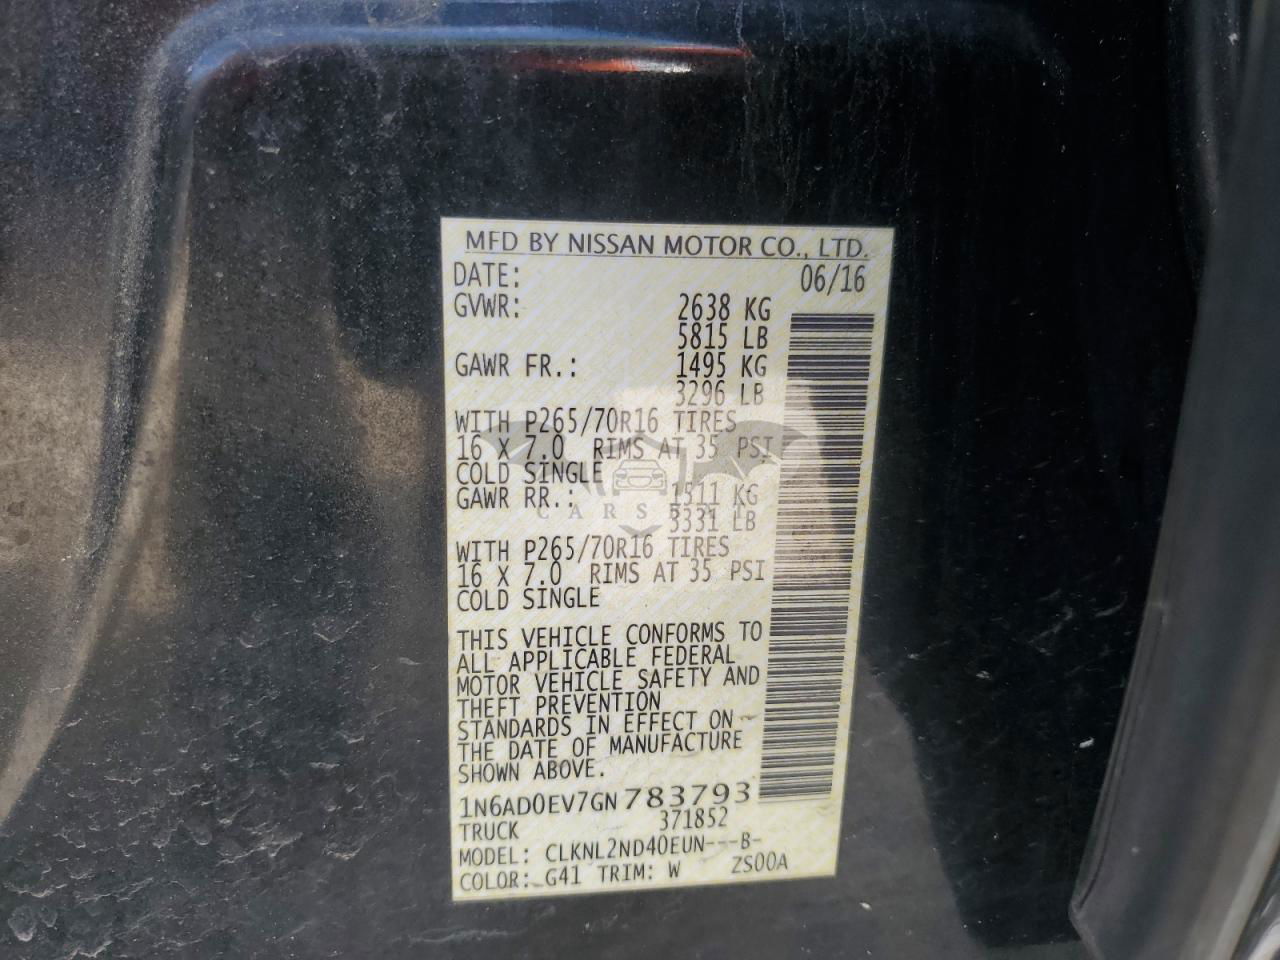 MFD BY NISSAN MOTOR CO., LTD.
DATE: 06/16
GVWR: 2638 KG
5815 LB
GAWR FR.: 1495 KG
3296 LB
WITH P265/70R16 TIRES
16 X 7.0 RIMS AT 35 PSI
COLD SINGLE
GAWR RR.: 1511 KG
3331 LB
WITH P265/70R16 TIRES
16 X 7.0 RIMS AT 35 PSI
COLD SINGLE
THIS VEHICLE CONFORMS TO
ALL APPLICABLE FEDERAL
MOTOR VEHICLE SAFETY AND
THEFT PREVENTION
STANDARDS IN EFFECT ON
THE DATE OF MANUFACTURE
SHOWN ABOVE.
1N6AD0EV7GN783793
TRUCK 371852
MODEL: CLKNL2ND40EUN---B-
COLOR: G41 TRIM: W ZS00A